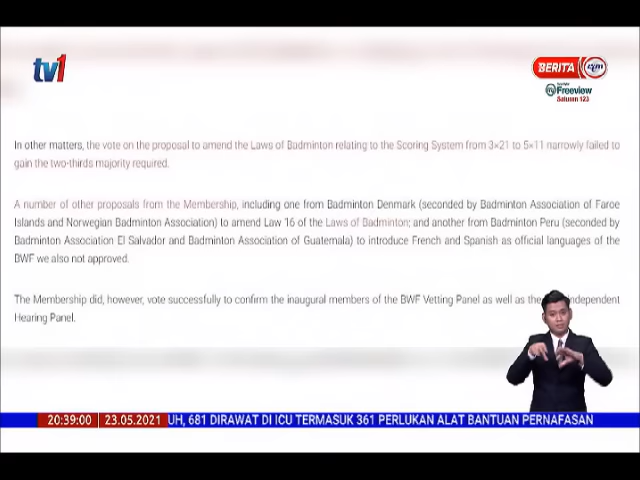 tv1
BERITA rtm
Freeview
Saluran 123
In other matters, the vote on the proposal to amend the Laws of Badminton relating to the Scoring System from 3×21 to 5×11 narrowly failed to
gain the two-thirds majority required.
A number of other proposals from the Membership, including one from Badminton Denmark (seconded by Badminton Association of Faroe
Islands and Norwegian Badminton Association) to amend Law 16 of the Laws of Badminton; and another from Badminton Peru (seconded by
Badminton Association El Salvador and Badminton Association of Guatemala) to introduce French and Spanish as official languages of the
BWF we also not approved.
The Membership did, however, vote successfully to confirm the inaugural members of the BWF Vetting Panel as well as the ndependent
Hearing Panel.
20:39:00 23.05.2021 UH, 681 DIRAWAT DI ICU TERMASUK 361 PERLUKAN ALAT BANTUAN PERNAFASAN